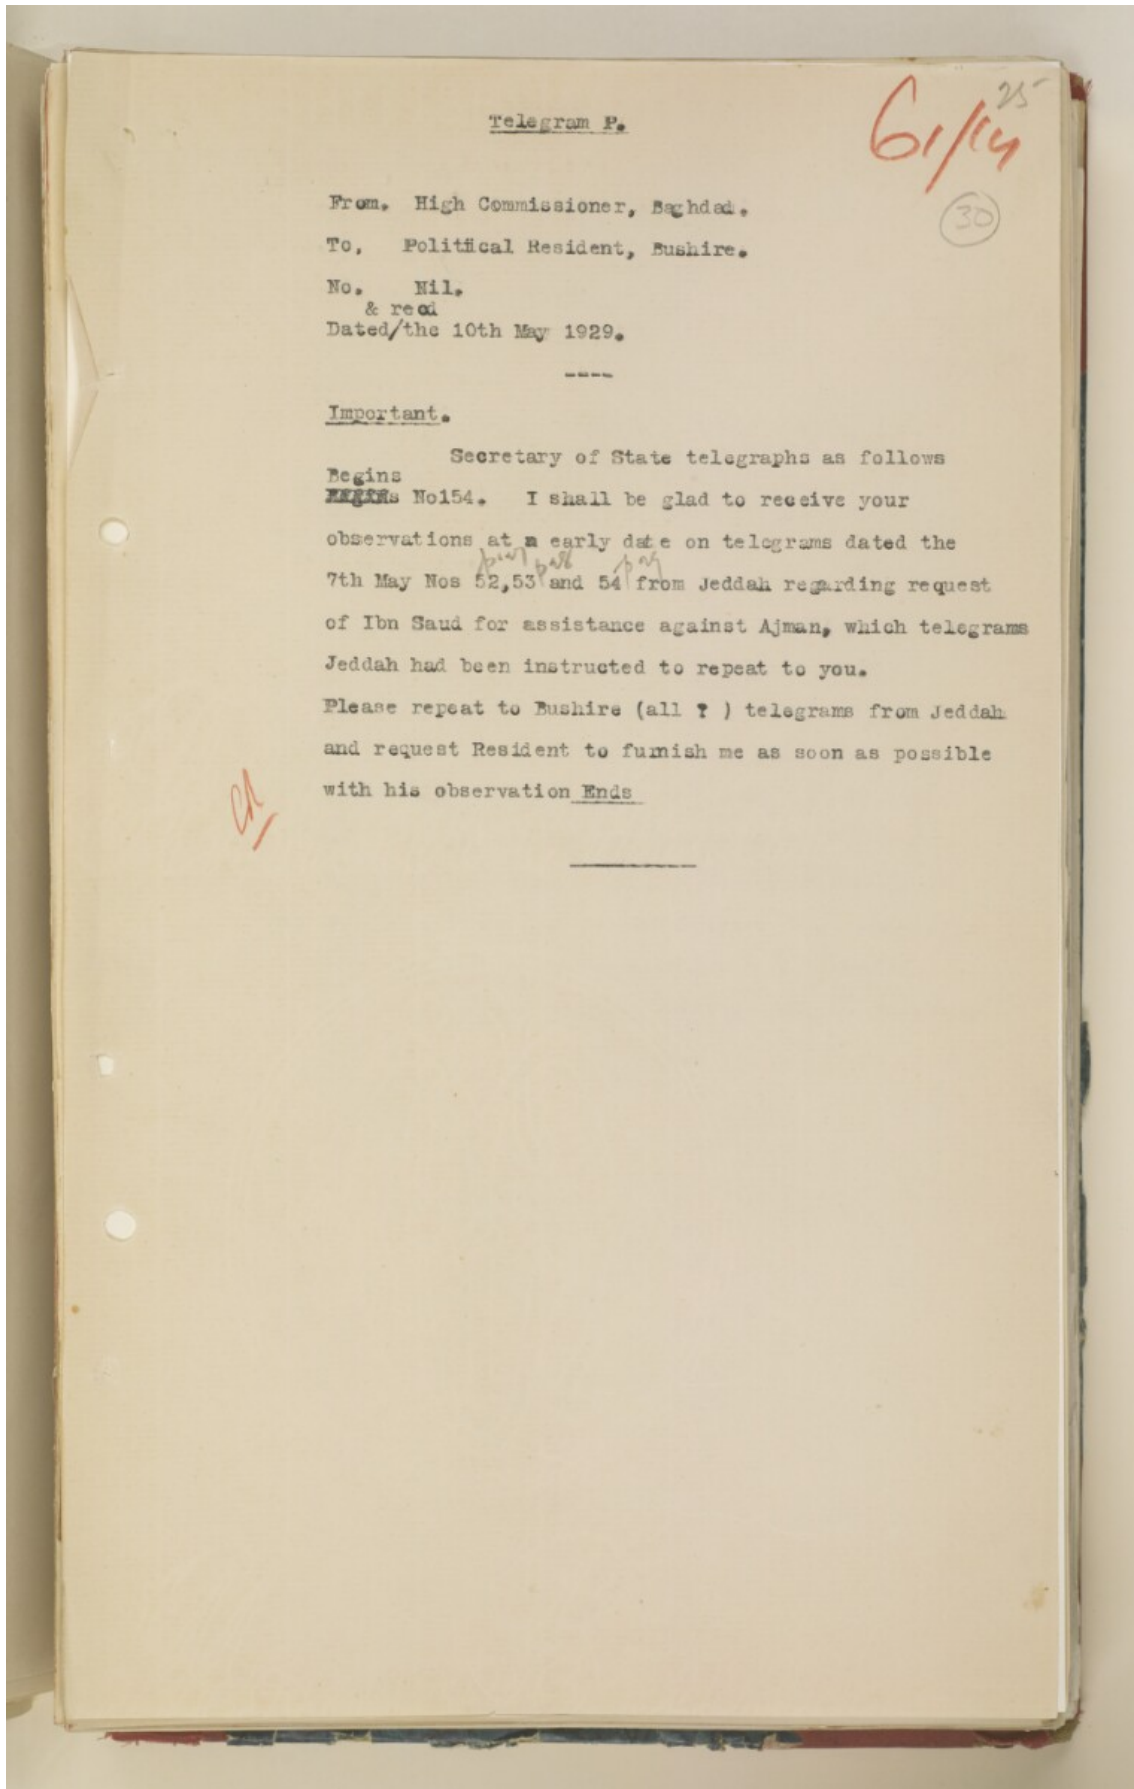 25
61/14
30
Telegram P.
From. High Commissioner, Baghdad.
To, Politiical Resident, Bushire.
No. Nil.
& recd
Dated/the 10th May 1929.
----
Important.
Secretary of State telegraphs as follows
Begins
No154. I shall be glad to receive your
observations at n early date on telegrams dated the
7th May Nos 52,53 and 54 from Jeddah regarding request
of Ibn Saud for assistance against Ajman, which telegrams
Jeddah had been instructed to repeat to you.
Please repeat to Bushire (all ? ) telegrams from Jeddah
and request Resident to furnish me as soon as possible
with his observation Ends